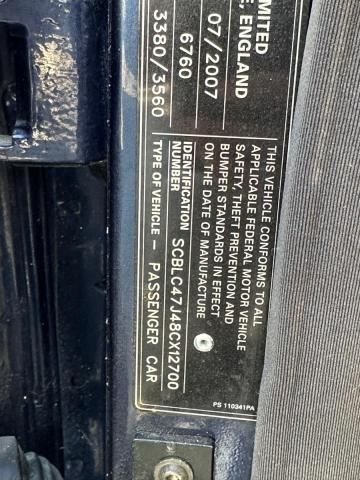 IMITED
E, ENGLAND
07/2007
6760
3380/3560
THIS VEHICLE CONFORMS TO ALL
APPLICABLE FEDERAL MOTOR VEHICLE
SAFETY, THEFT PREVENTION AND
BUMPER STANDARDS IN EFFECT
ON THE DATE OF MANUFACTURE
IDENTIFICATION
NUMBER SCBLC47J48CX12700
TYPE OF VEHICLE – PASSENGER CAR
PS 110341PA